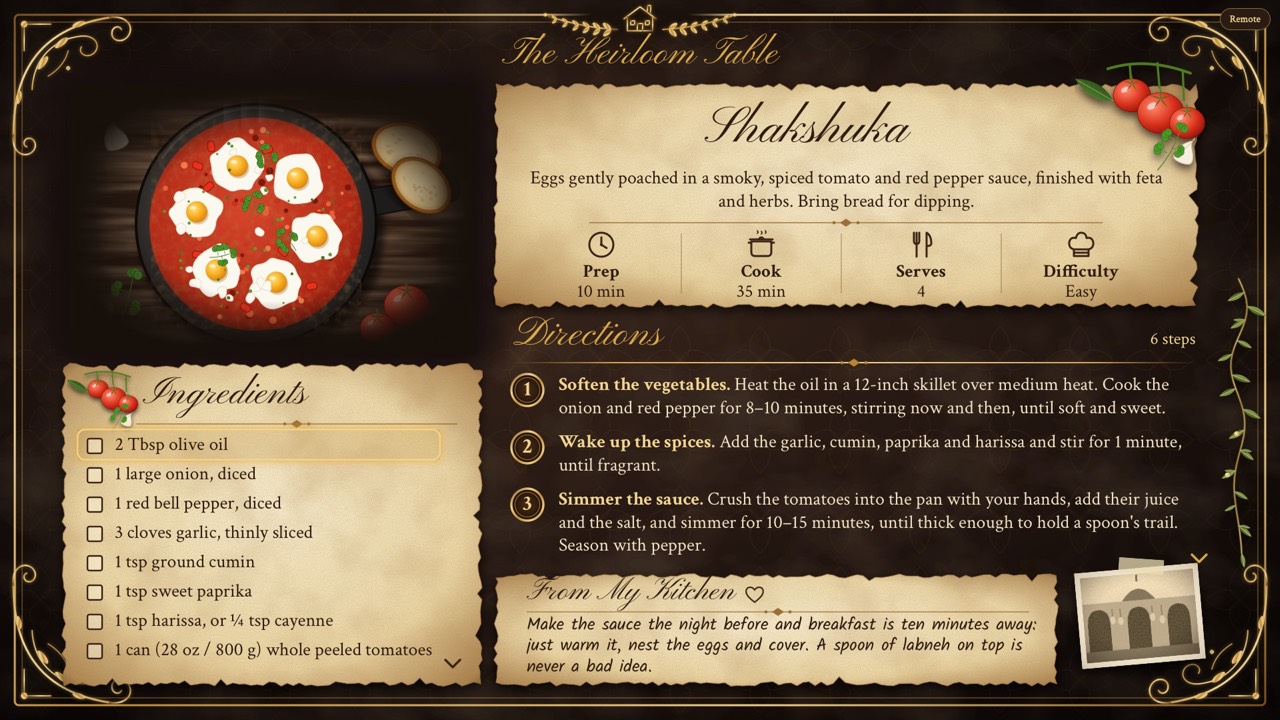 Remote
The Heirloom Table
Shakshuka
Eggs gently poached in a smoky, spiced tomato and red pepper sauce, finished with feta
and herbs. Bring bread for dipping.
Prep
10 min
Cook
35 min
Serves
4
Difficulty
Easy
Ingredients
2 Tbsp olive oil
1 large onion, diced
1 red bell pepper, diced
3 cloves garlic, thinly sliced
1 tsp ground cumin
1 tsp sweet paprika
1 tsp harissa, or ¼ tsp cayenne
1 can (28 oz / 800 g) whole peeled tomatoes
Directions
6 steps
1 Soften the vegetables. Heat the oil in a 12-inch skillet over medium heat. Cook the
onion and red pepper for 8–10 minutes, stirring now and then, until soft and sweet.
2 Wake up the spices. Add the garlic, cumin, paprika and harissa and stir for 1 minute,
until fragrant.
3 Simmer the sauce. Crush the tomatoes into the pan with your hands, add their juice
and the salt, and simmer for 10–15 minutes, until thick enough to hold a spoon's trail.
Season with pepper.
From My Kitchen
Make the sauce the night before and breakfast is ten minutes away:
just warm it, nest the eggs and cover. A spoon of labneh on top is
never a bad idea.